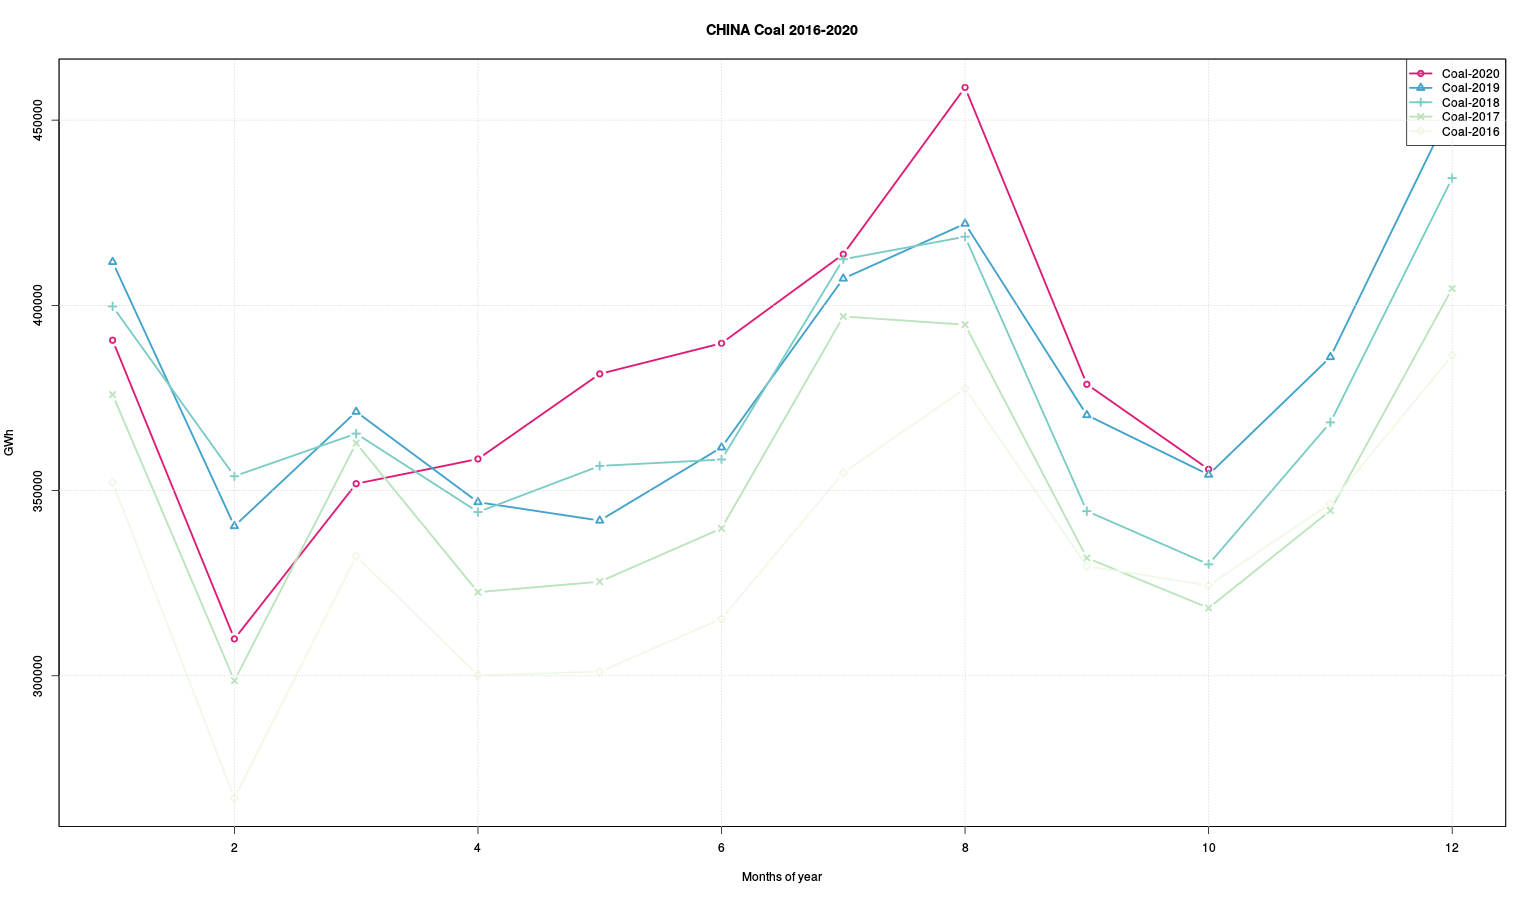 CHINA Coal 2016-2020
Coal-2020
Coal-2019
Coal-2018
Coal-2017
Coal-2016
450000
400000
350000
300000
GWh
2 4 6 8 10 12
Months of year